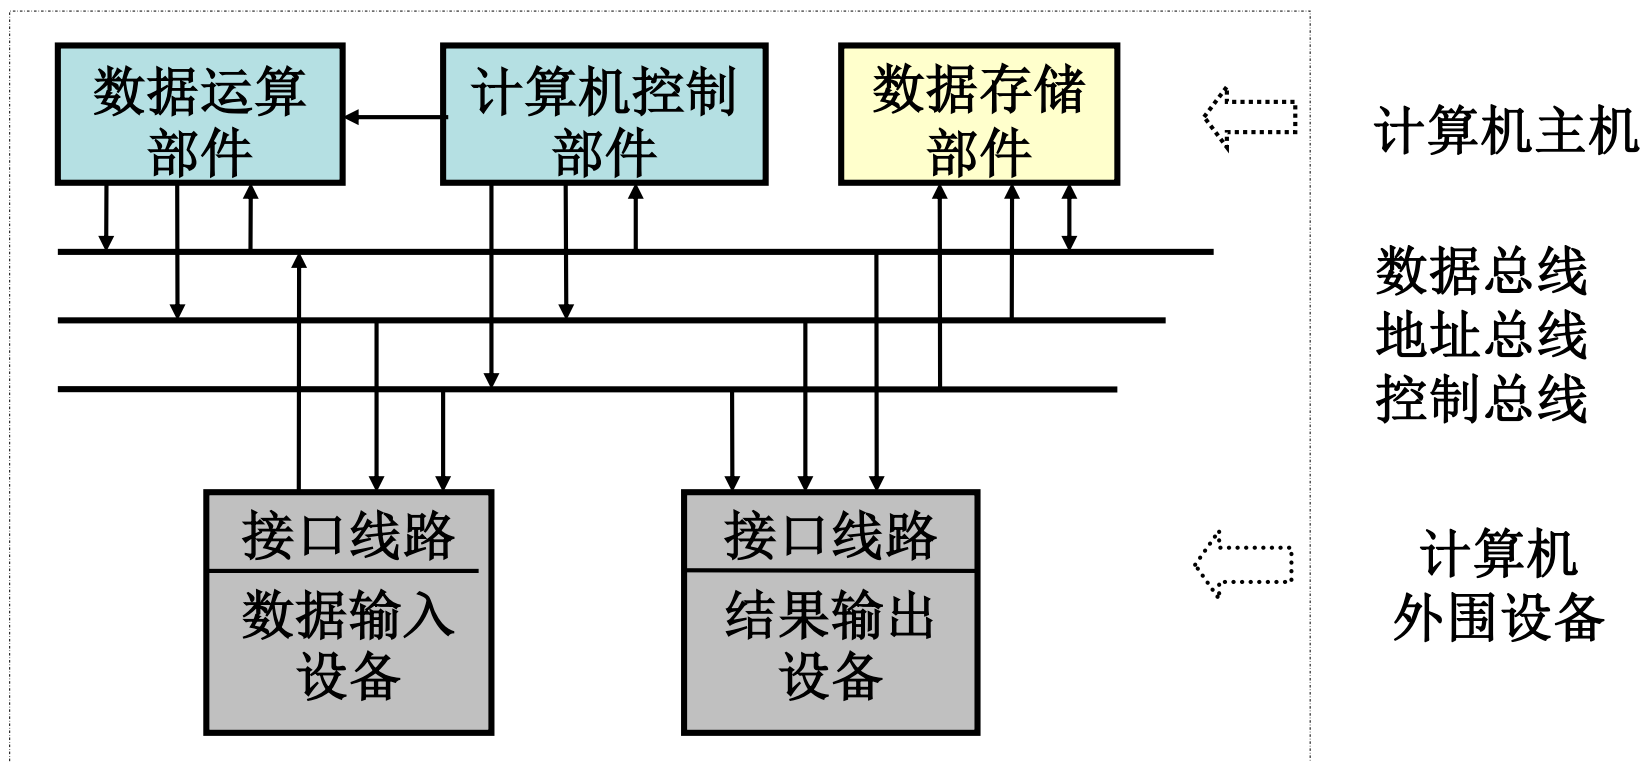 数据运算
部件
计算机控制
部件
数据存储
部件
计算机主机
数据总线
地址总线
控制总线
接口线路
数据输入
设备
接口线路
结果输出
设备
计算机
外围设备